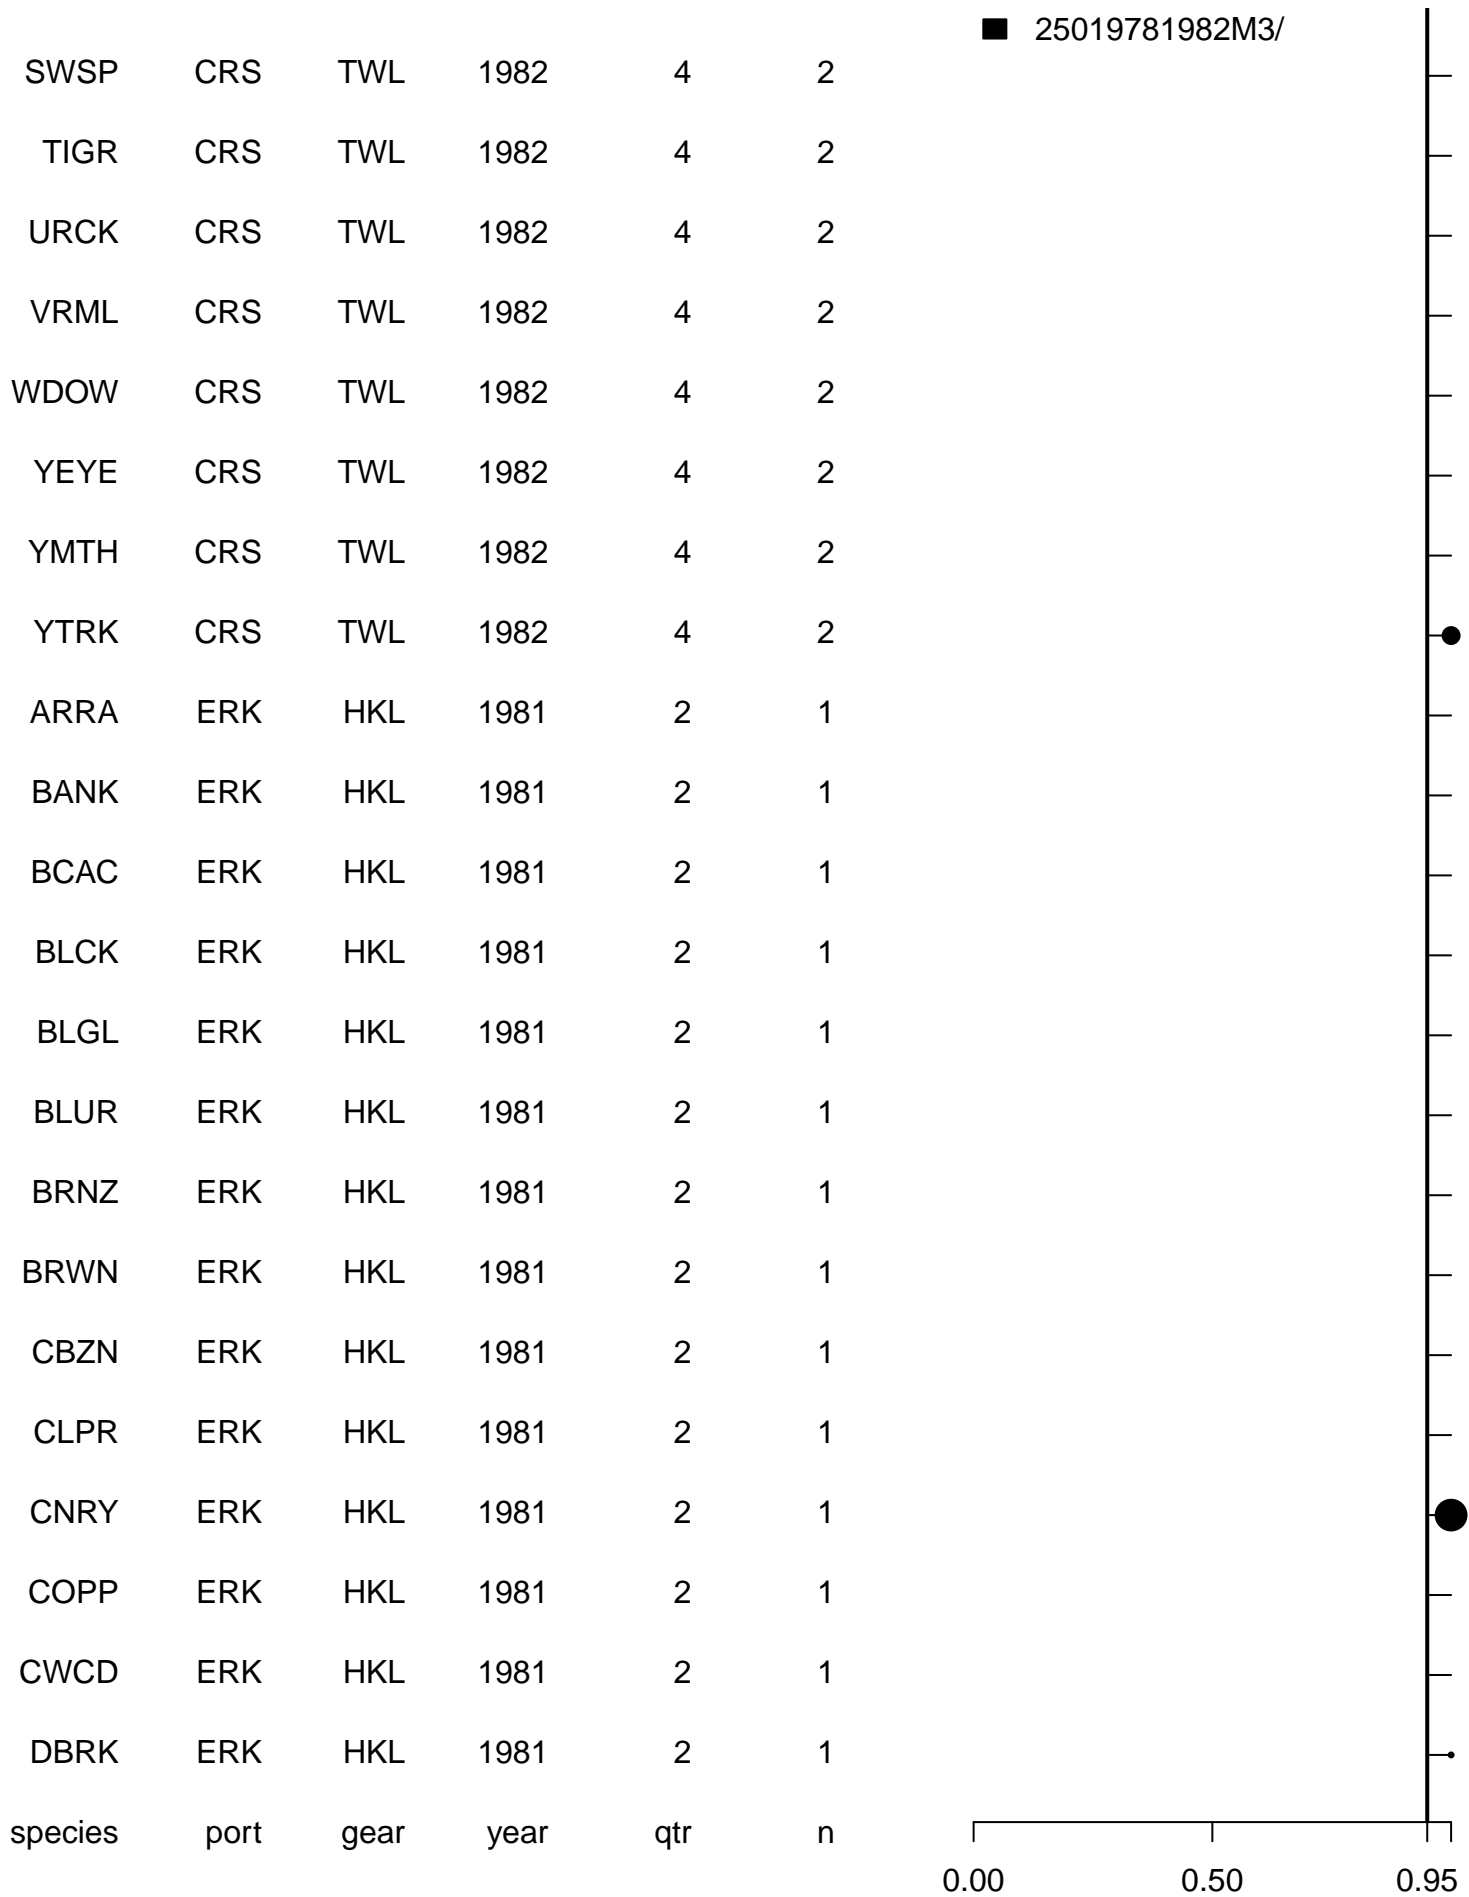 25019781982M3/
SWSP CRS TWL 1982 4 2
TIGR CRS TWL 1982 4 2
URCK CRS TWL 1982 4 2
VRML CRS TWL 1982 4 2
WDOW CRS TWL 1982 4 2
YEYE CRS TWL 1982 4 2
YMTH CRS TWL 1982 4 2
YTRK CRS TWL 1982 4 2
ARRA ERK HKL 1981 2 1
BANK ERK HKL 1981 2 1
BCAC ERK HKL 1981 2 1
BLCK ERK HKL 1981 2 1
BLGL ERK HKL 1981 2 1
BLUR ERK HKL 1981 2 1
BRNZ ERK HKL 1981 2 1
BRWN ERK HKL 1981 2 1
CBZN ERK HKL 1981 2 1
CLPR ERK HKL 1981 2 1
CNRY ERK HKL 1981 2 1
COPP ERK HKL 1981 2 1
CWCD ERK HKL 1981 2 1
DBRK ERK HKL 1981 2 1
species port gear year qtr n
0.00 0.50 0.95